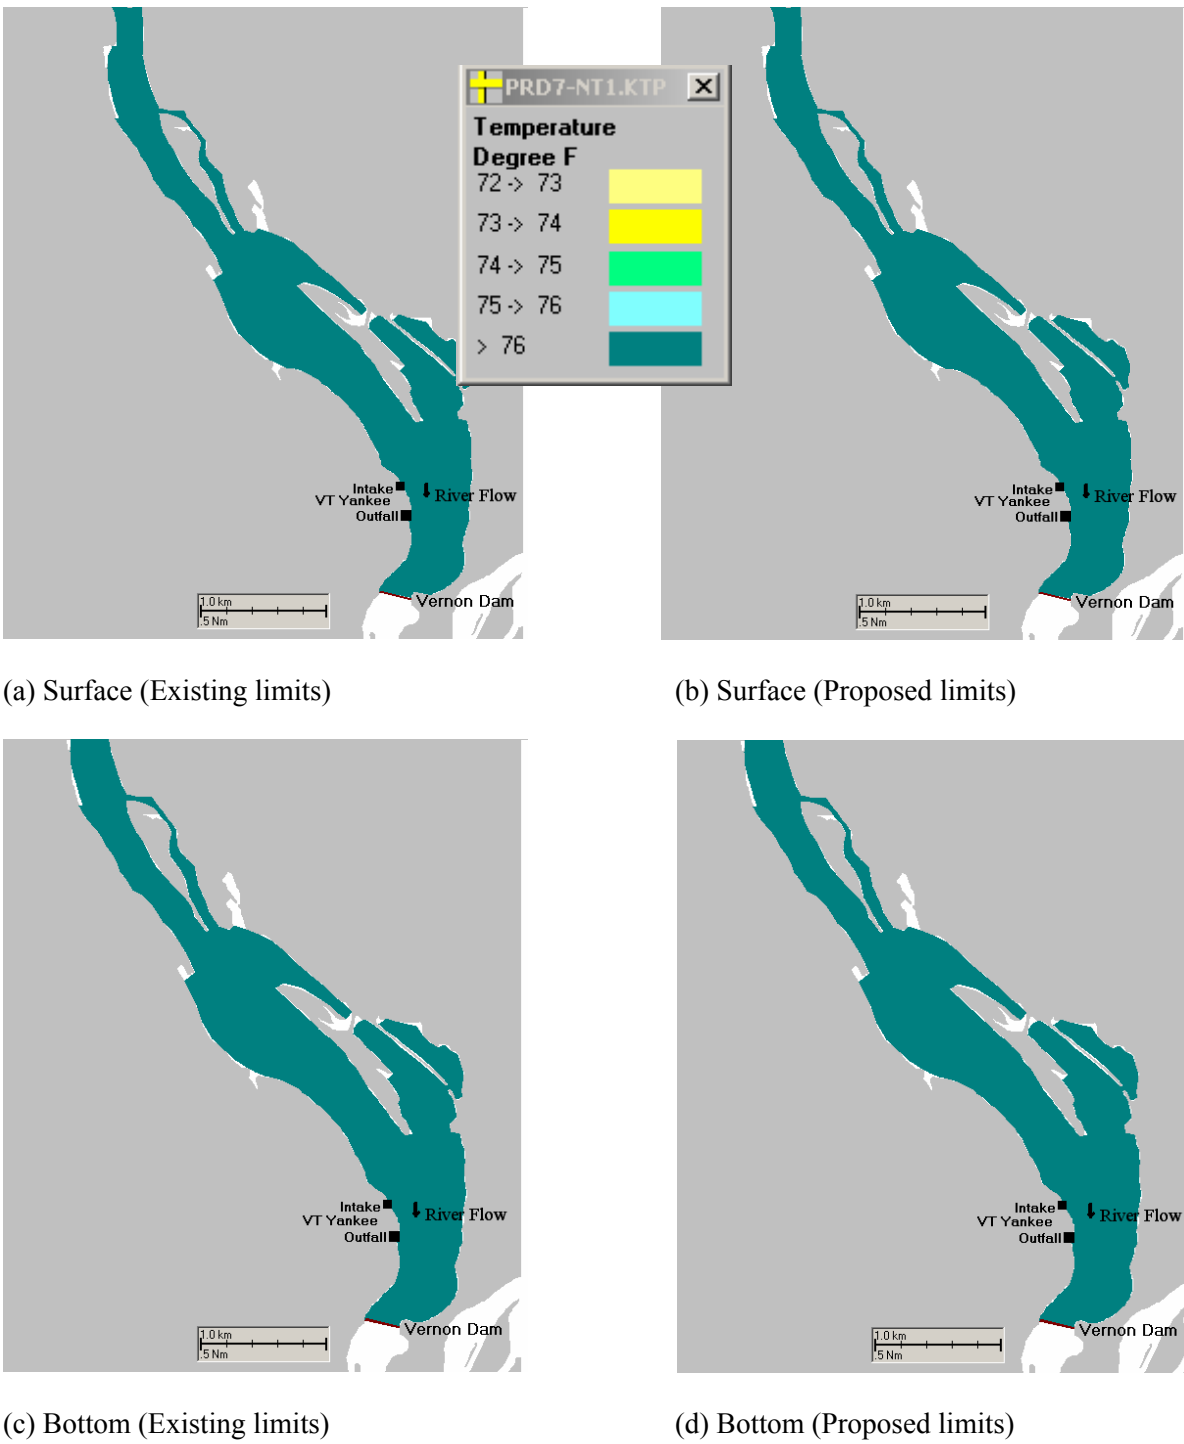 PRD7-NT1.KTP
Temperature
Degree F
72 -> 73
73 -> 74
74 -> 75
75 -> 76
> 76
Intake
VT Yankee
Outfall
River Flow
1.0 km
.5 Nm
Vernon Dam
Intake
VT Yankee
Outfall
River Flow
1.0 km
.5 Nm
Vernon Dam
(a) Surface (Existing limits)
(b) Surface (Proposed limits)
Intake
VT Yankee
Outfall
River Flow
1.0 km
.5 Nm
Vernon Dam
Intake
VT Yankee
Outfall
River Flow
1.0 km
.5 Nm
Vernon Dam
(c) Bottom (Existing limits)
(d) Bottom (Proposed limits)